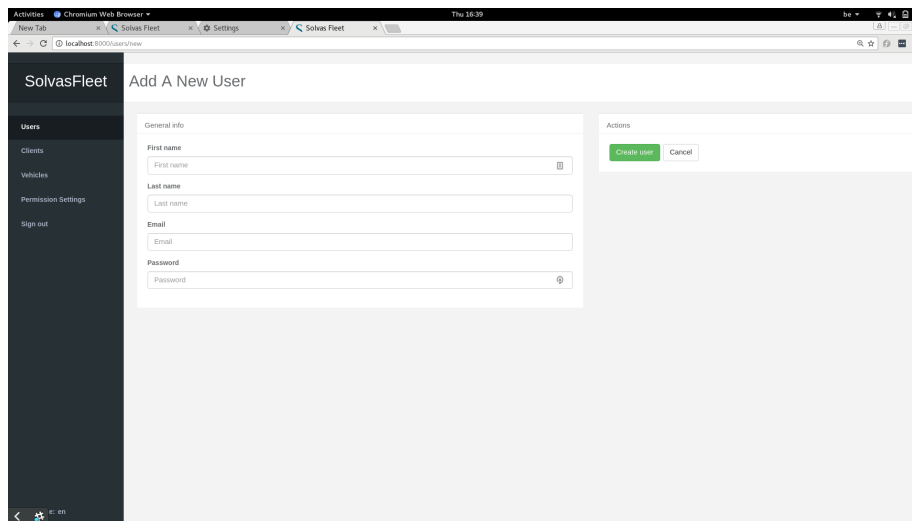 Activities Chromium Web Browser Thu 16:39 be
New Tab Solvas Fleet Settings Solvas Fleet
localhost:8000/users/new
SolvasFleet
Add A New User
Users
Clients
Vehicles
Permission Settings
Sign out
General info
First name
First name
Last name
Last name
Email
Email
Password
Password
Actions
Create user Cancel
e: en